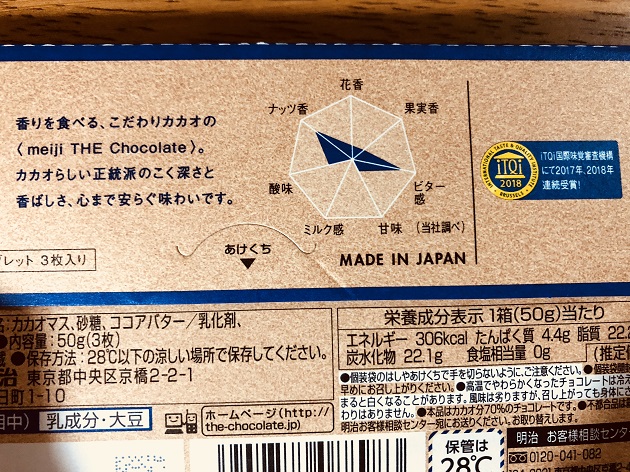 花香
ナッツ香
果実香
香りを食べる、こだわりカカオの
〈meiji THE Chocolate〉。
カカオらしい正統派のこく深さと
香ばしさ、心まで安らぐ味わいです。
酸味
ビター感
ミルク感
甘味
(当社調べ)
INTERNATIONAL TASTE & QUALITY INSTITUTE
iTQi
2018
BRUSSELS
iTQi国際味覚審査機構
にて2017年、2018年
連続受賞!
あけくち
MADE IN JAPAN
レット 3枚入り
カカオマス、砂糖、ココアバター/乳化剤、
●内容量:50g(3枚)
●保存方法:28℃以下の涼しい場所で保存してください。
東京都中央区京橋2-2-1
日町1-10
中)
乳成分・大豆
ホームページ(http://
the-chocolate.jp)
栄養成分表示 1箱(50g)当たり
エネルギー 306kcal たんぱく質 4.4g 脂質 22.
炭水化物 22.1g 食塩相当量 0g (推定
●個装袋のはしやあけくちで手を切らないように、ご注意ください。●個装袋
早めにお召し上がりください。●高温でやわらかくなったチョコレートは冷え
まると白くなることがあります。風味は劣りますが、召し上がっても身体に
わりありません。●本品はカカオ分70%のチョコレートです。
明治お客様相談センター宛にお送りください。お取り替えします。
保管は
28℃
明治 お客様相談セン
0120-041-082